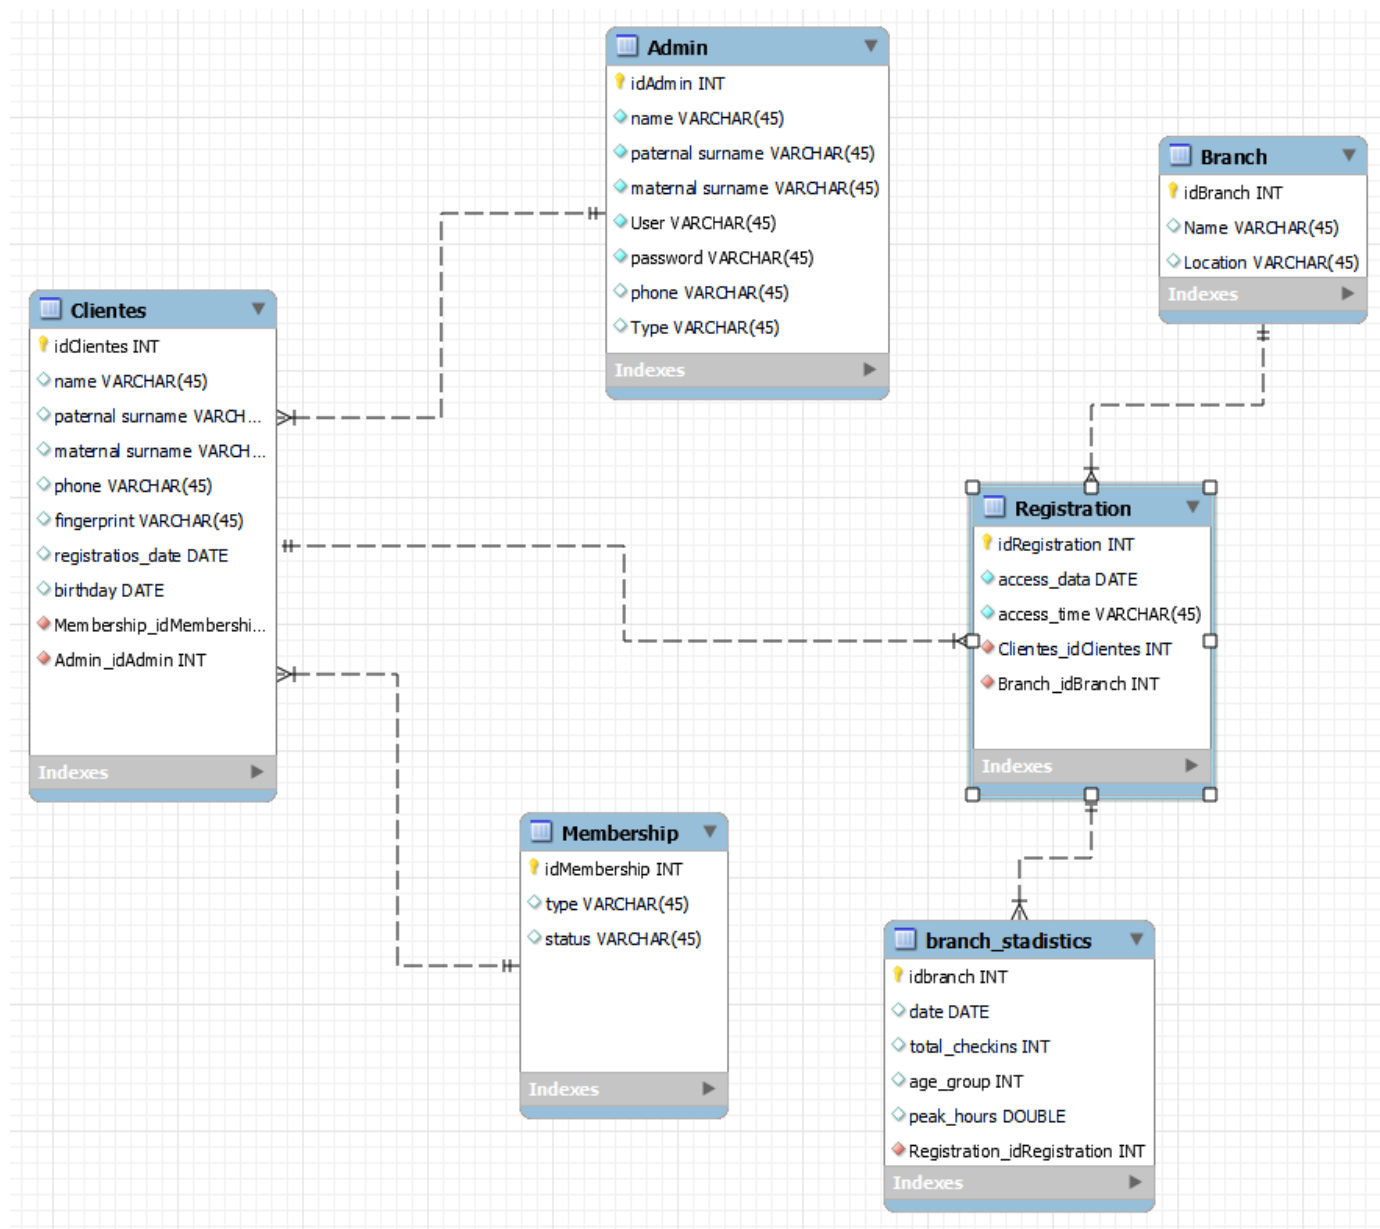 Admin
idAdmin INT
name VARCHAR(45)
paternal surname VARCHAR(45)
maternal surname VARCHAR(45)
User VARCHAR(45)
password VARCHAR(45)
phone VARCHAR(45)
Type VARCHAR(45)
Indexes
Branch
idBranch INT
Name VARCHAR(45)
Location VARCHAR(45)
Indexes
Clientes
idClientes INT
name VARCHAR(45)
paternal surname VARCH...
maternal surname VARCH...
phone VARCHAR(45)
fingerprint VARCHAR(45)
registratios_date DATE
birthday DATE
Membership_idMembershi...
Admin_idAdmin INT
Indexes
Registration
idRegistration INT
access_data DATE
access_time VARCHAR(45)
Clientes_idClientes INT
Branch_idBranch INT
Indexes
Membership
idMembership INT
type VARCHAR(45)
status VARCHAR(45)
Indexes
branch_stadistics
idbranch INT
date DATE
total_checkins INT
age_group INT
peak_hours DOUBLE
Registration_idRegistration INT
Indexes